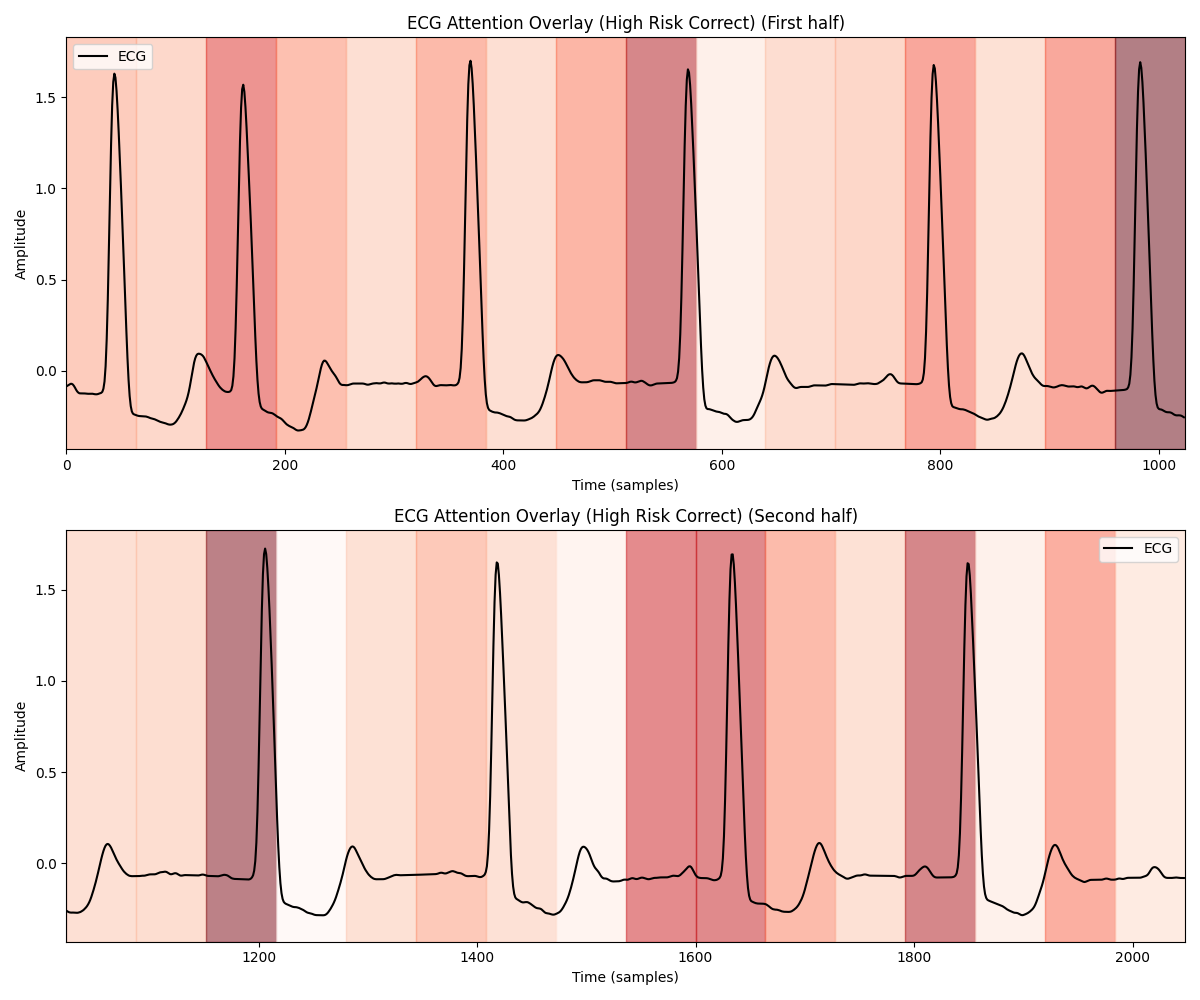 ECG Attention Overlay (High Risk Correct) (First half)
ECG
1.5
1.0
0.5
0.0
Amplitude
0 200 400 600 800 1000
Time (samples)
ECG Attention Overlay (High Risk Correct) (Second half)
ECG
1.5
1.0
0.5
0.0
Amplitude
1200 1400 1600 1800 2000
Time (samples)